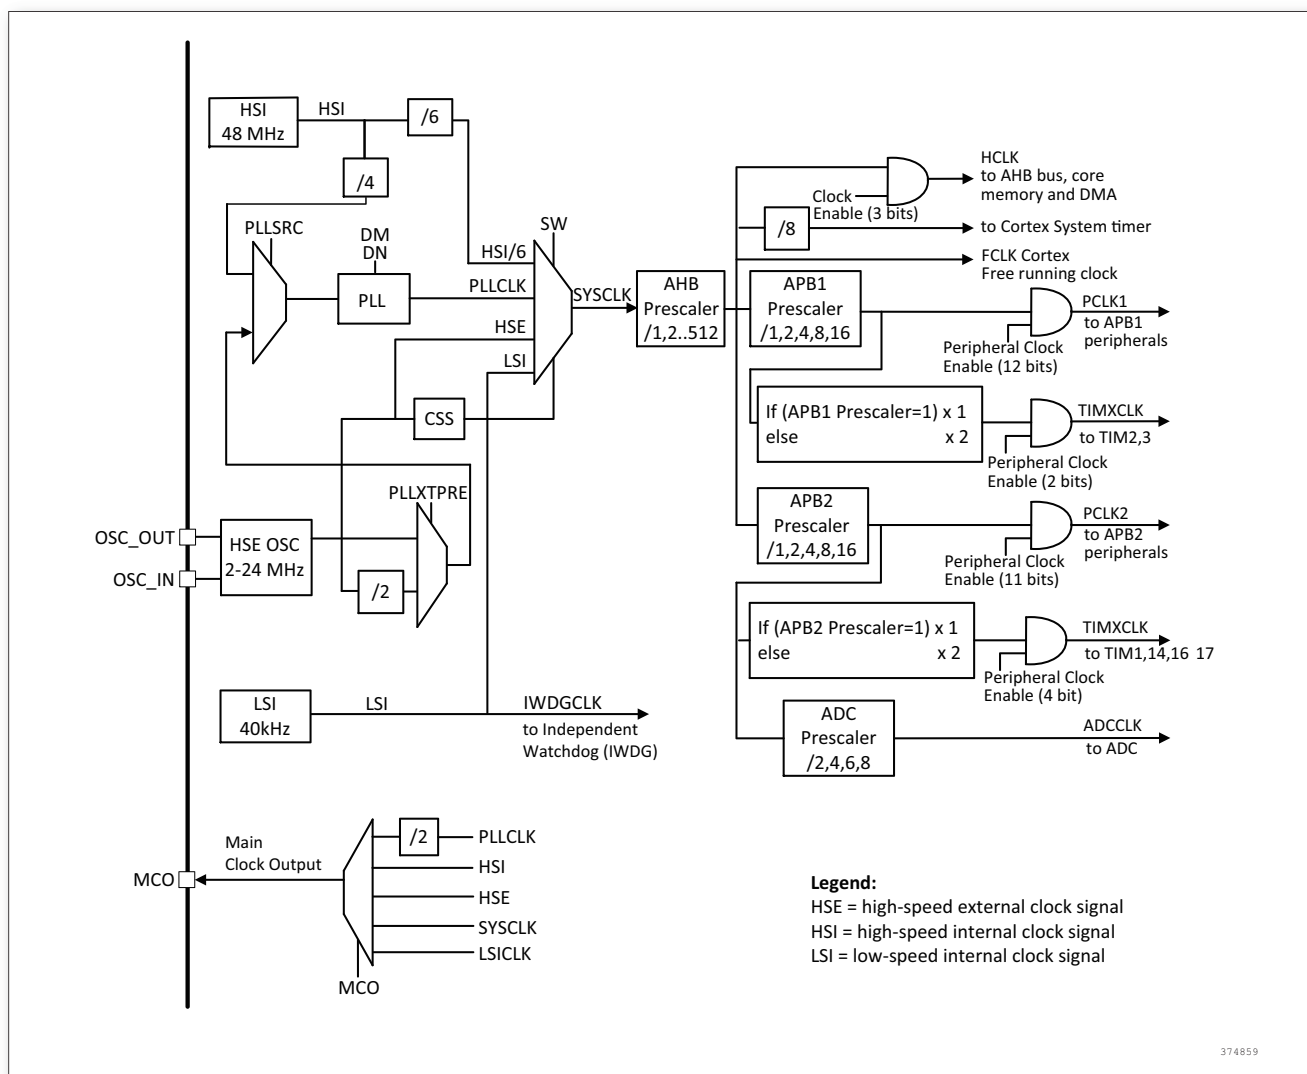 HSI
48 MHz
HSI
/6
/4
PLLSRC
DM
DN
PLL
HSI/6
PLLCLK
HSE
LSI
SW
SYSCLK
CSS
PLLXTPRE
OSC_OUT
OSC_IN
HSE OSC
2-24 MHz
/2
LSI
40kHz
LSI
IWDGCLK
to Independent
Watchdog (IWDG)
AHB
Prescaler
/1,2..512
Clock
Enable (3 bits)
HCLK
to AHB bus, core
memory and DMA
/8
to Cortex System timer
FCLK Cortex
Free running clock
APB1
Prescaler
/1,2,4,8,16
Peripheral Clock
Enable (12 bits)
PCLK1
to APB1
peripherals
If (APB1 Prescaler=1) x 1
else x 2
Peripheral Clock
Enable (2 bits)
TIMXCLK
to TIM2,3
APB2
Prescaler
/1,2,4,8,16
Peripheral Clock
Enable (11 bits)
PCLK2
to APB2
peripherals
If (APB2 Prescaler=1) x 1
else x 2
Peripheral Clock
Enable (4 bit)
TIMXCLK
to TIM1,14,16 17
ADC
Prescaler
/2,4,6,8
ADCCLK
to ADC
MCO
Main
Clock Output
/2
PLLCLK
HSI
HSE
SYSCLK
LSICLK
MCO
Legend:
HSE = high-speed external clock signal
HSI = high-speed internal clock signal
LSI = low-speed internal clock signal
374859